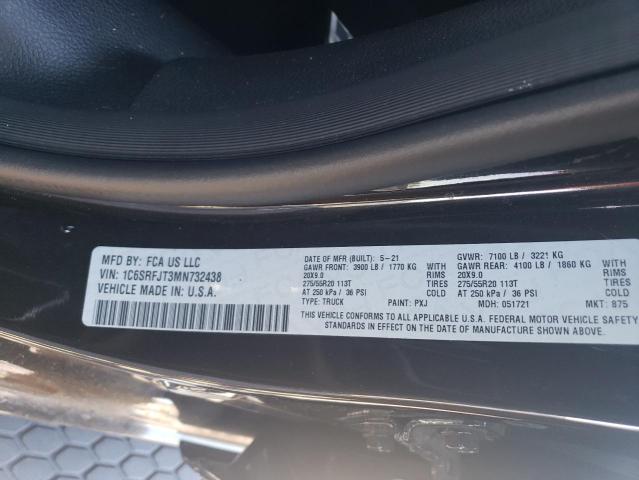 MFD BY: FCA US LLC
VIN: 1C6SRFJT3MN732438
VEHICLE MADE IN: U.S.A.
DATE OF MFR (BUILT): 5-21 GVWR: 7100 LB / 3221 KG
GAWR FRONT: 3900 LB / 1770 KG GAWR REAR: 4100 LB / 1860 KG
20X9.0 RIMS 20X9.0 RIMS
275/55R20 113T TIRES 275/55R20 113T TIRES
AT 250 kPa / 36 PSI COLD AT 250 kPa / 36 PSI COLD
TYPE: TRUCK PAINT: PXJ MDH: 051721 MKT: 875
THIS VEHICLE CONFORMS TO ALL APPLICABLE U.S.A. FEDERAL MOTOR VEHICLE SAFETY
STANDARDS IN EFFECT ON THE DATE OF MANUFACTURE SHOWN ABOVE.